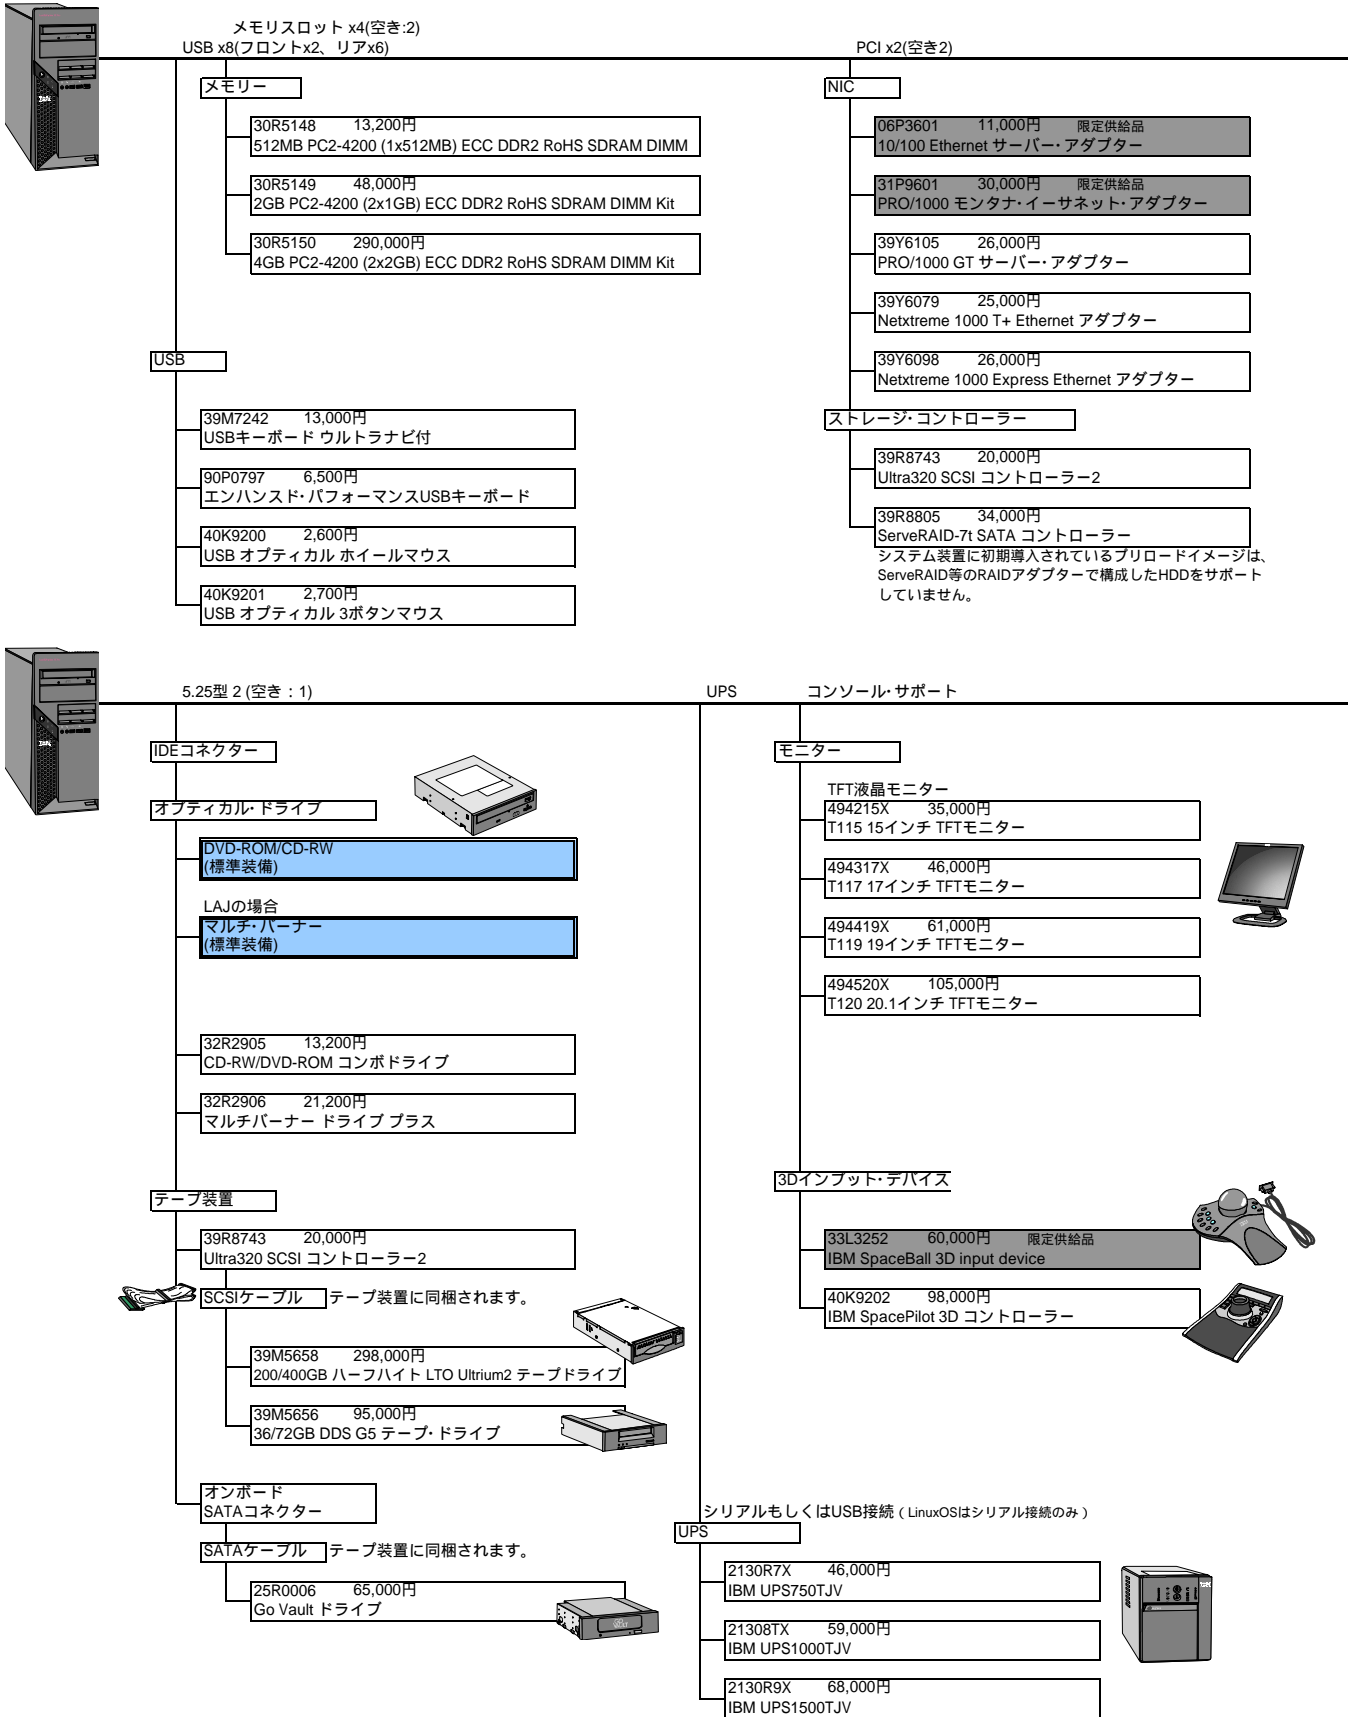 メモリスロット x4(空き:2)
USB x8(フロントx2、リアx6)
PCI x2(空き2)
メモリー
30R5148 13,200円
512MB PC2-4200 (1x512MB) ECC DDR2 RoHS SDRAM DIMM
30R5149 48,000円
2GB PC2-4200 (2x1GB) ECC DDR2 RoHS SDRAM DIMM Kit
30R5150 290,000円
4GB PC2-4200 (2x2GB) ECC DDR2 RoHS SDRAM DIMM Kit
USB
39M7242 13,000円
USBキーボード ウルトラナビ付
90P0797 6,500円
エンハンスド・パフォーマンスUSBキーボード
40K9200 2,600円
USB オプティカル ホイールマウス
40K9201 2,700円
USB オプティカル 3ボタンマウス
NIC
06P3601 11,000円 限定供給品
10/100 Ethernet サーバー・アダプター
31P9601 30,000円 限定供給品
PRO/1000 モンタナ・イーサネット・アダプター
39Y6105 26,000円
PRO/1000 GT サーバー・アダプター
39Y6079 25,000円
Netxtreme 1000 T+ Ethernet アダプター
39Y6098 26,000円
Netxtreme 1000 Express Ethernet アダプター
ストレージ・コントローラー
39R8743 20,000円
Ultra320 SCSI コントローラー2
39R8805 34,000円
ServeRAID-7t SATA コントローラー
システム装置に初期導入されているプリロードイメージは、
ServeRAID等のRAIDアダプターで構成したHDDをサポート
していません。
5.25型 2 (空き：1)
UPS
コンソール・サポート
IDEコネクター
オプティカル・ドライブ
DVD-ROM/CD-RW
(標準装備)
LAJの場合
マルチ・バーナー
(標準装備)
32R2905 13,200円
CD-RW/DVD-ROM コンボドライブ
32R2906 21,200円
マルチバーナー ドライブ プラス
テープ装置
39R8743 20,000円
Ultra320 SCSI コントローラー2
SCSIケーブル テープ装置に同梱されます。
39M5658 298,000円
200/400GB ハーフハイト LTO Ultrium2 テープドライブ
39M5656 95,000円
36/72GB DDS G5 テープ・ドライブ
オンボード
SATAコネクター
SATAケーブル テープ装置に同梱されます。
25R0006 65,000円
Go Vault ドライブ
モニター
TFT液晶モニター
494215X 35,000円
T115 15インチ TFTモニター
494317X 46,000円
T117 17インチ TFTモニター
494419X 61,000円
T119 19インチ TFTモニター
494520X 105,000円
T120 20.1インチ TFTモニター
3Dインプット・デバイス
33L3252 60,000円 限定供給品
IBM SpaceBall 3D input device
40K9202 98,000円
IBM SpacePilot 3D コントローラー
シリアルもしくはUSB接続（LinuxOSはシリアル接続のみ）
UPS
2130R7X 46,000円
IBM UPS750TJV
21308TX 59,000円
IBM UPS1000TJV
2130R9X 68,000円
IBM UPS1500TJV